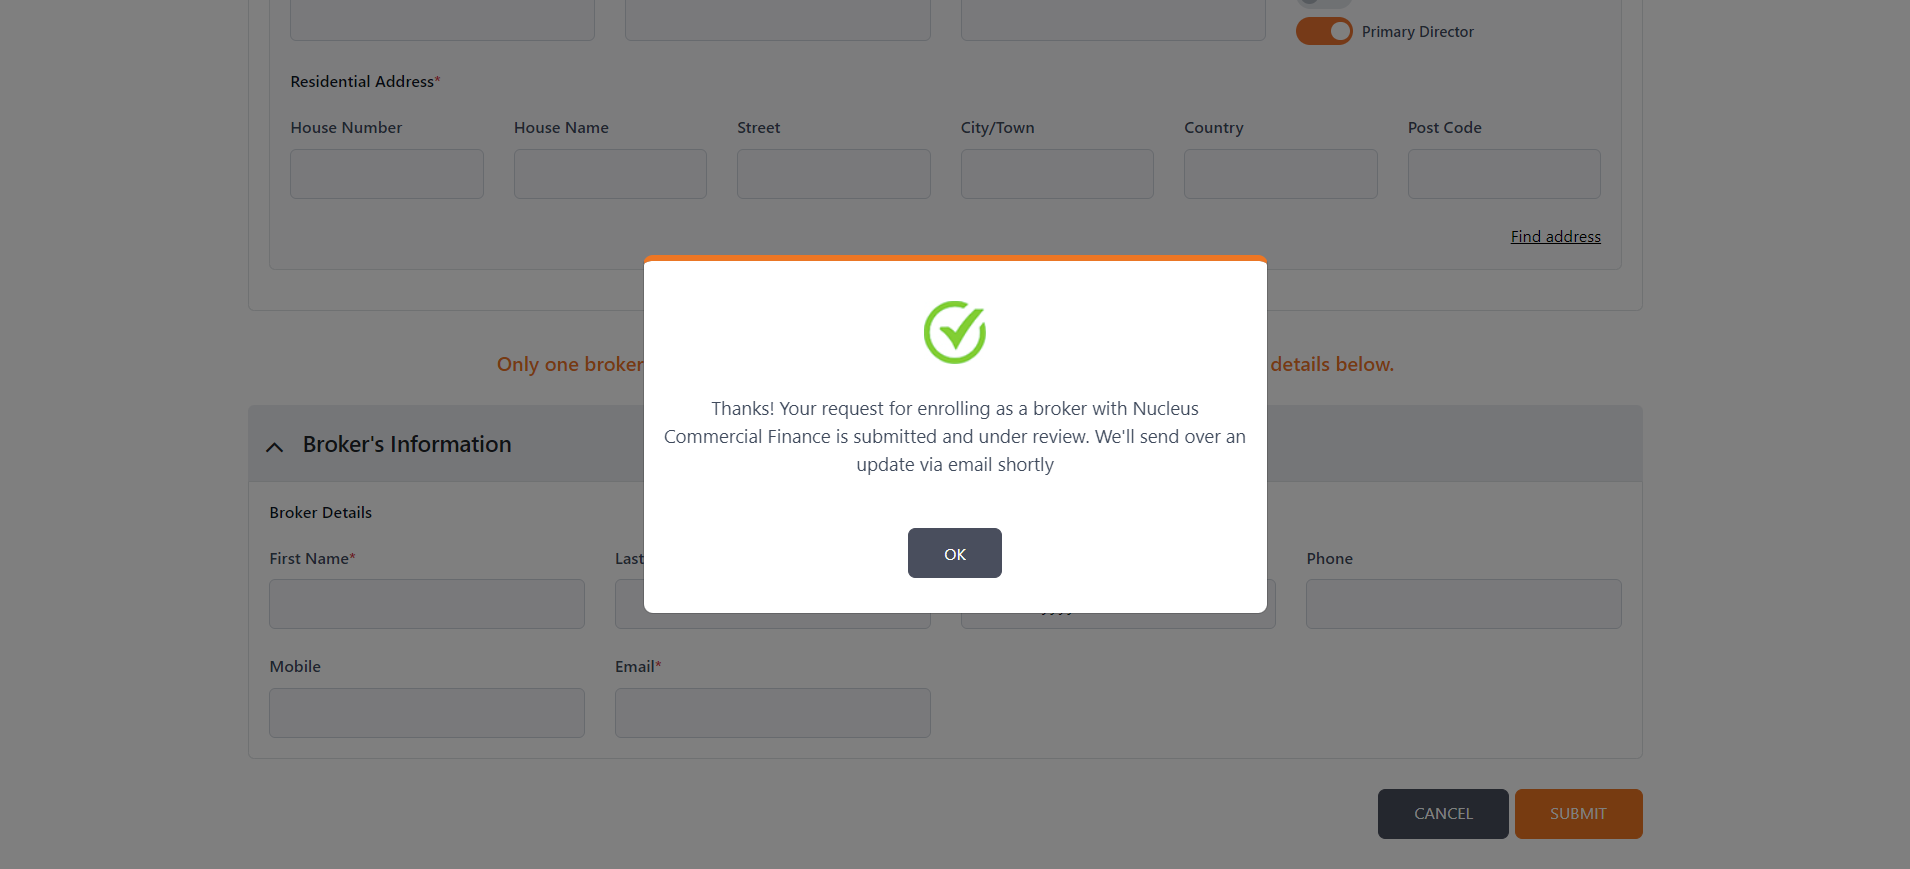 Primary Director
Residential Address*
House Number House Name Street City/Town Country Post Code
Find address
Only one broker details below.
Thanks! Your request for enrolling as a broker with Nucleus
Commercial Finance is submitted and under review. We'll send over an
update via email shortly
OK
Broker's Information
Broker Details
First Name* Last Phone
Mobile Email*
CANCEL SUBMIT